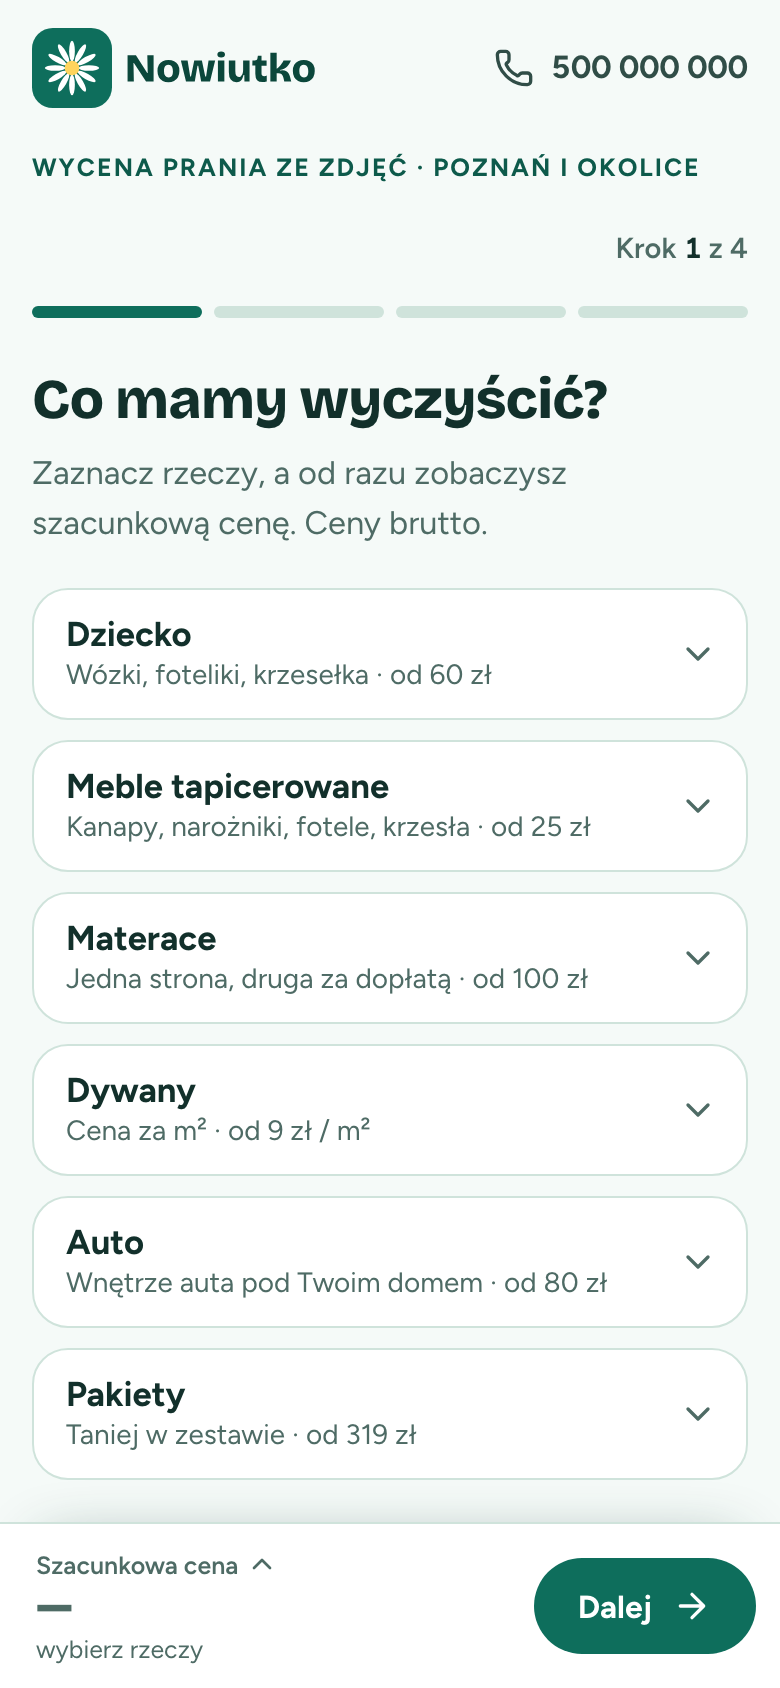 Nowiutko
500 000 000
WYCENA PRANIA ZE ZDJĘĆ · POZNAŃ I OKOLICE
Krok 1 z 4
Co mamy wyczyścić?
Zaznacz rzeczy, a od razu zobaczysz
szacunkową cenę. Ceny brutto.
Dziecko
Wózki, foteliki, krzesełka · od 60 zł
Meble tapicerowane
Kanapy, narożniki, fotele, krzesła · od 25 zł
Materace
Jedna strona, druga za dopłatą · od 100 zł
Dywany
Cena za m² · od 9 zł / m²
Auto
Wnętrze auta pod Twoim domem · od 80 zł
Pakiety
Taniej w zestawie · od 319 zł
Szacunkowa cena
—
wybierz rzeczy
Dalej